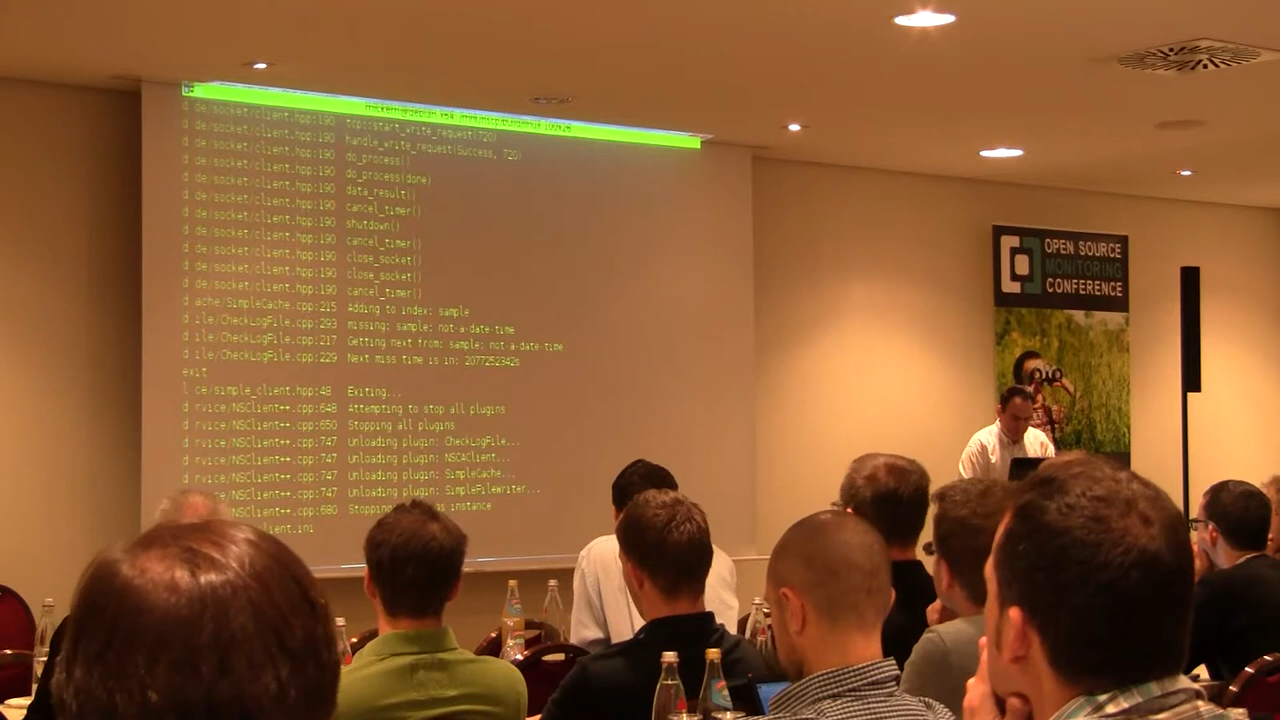 d de/socket/client.hpp:190 tcp::start_write_request(720)
d de/socket/client.hpp:190 handle_write_request(Success, 720)
d de/socket/client.hpp:190 do_process()
d de/socket/client.hpp:190 do_process(done)
d de/socket/client.hpp:190 data_result()
d de/socket/client.hpp:190 cancel_timer()
d de/socket/client.hpp:190 shutdown()
d de/socket/client.hpp:190 cancel_timer()
d de/socket/client.hpp:190 close_socket()
d de/socket/client.hpp:190 close_socket()
d de/socket/client.hpp:190 cancel_timer()
d ache/SimpleCache.cpp:215 Adding to index: sample
d ile/CheckLogFile.cpp:293 missing: sample: not-a-date-time
d ile/CheckLogFile.cpp:217 Getting next from: sample: not-a-date-time
d ile/CheckLogFile.cpp:229 Next miss time is in: 2077252342s
exit
l ce/simple_client.hpp:48 Exiting...
d rvice/NSClient++.cpp:648 Attempting to stop all plugins
d rvice/NSClient++.cpp:650 Stopping all plugins
d rvice/NSClient++.cpp:747 Unloading plugin: CheckLogFile...
d rvice/NSClient++.cpp:747 Unloading plugin: NSCAClient...
d rvice/NSClient++.cpp:747 Unloading plugin: SimpleCache...
ce/NSClient++.cpp:747 Unloading plugin: SimpleFileWriter...
NSClient++.cpp:680 instance
client.ini
OPEN SOURCE
MONITORING
CONFERENCE